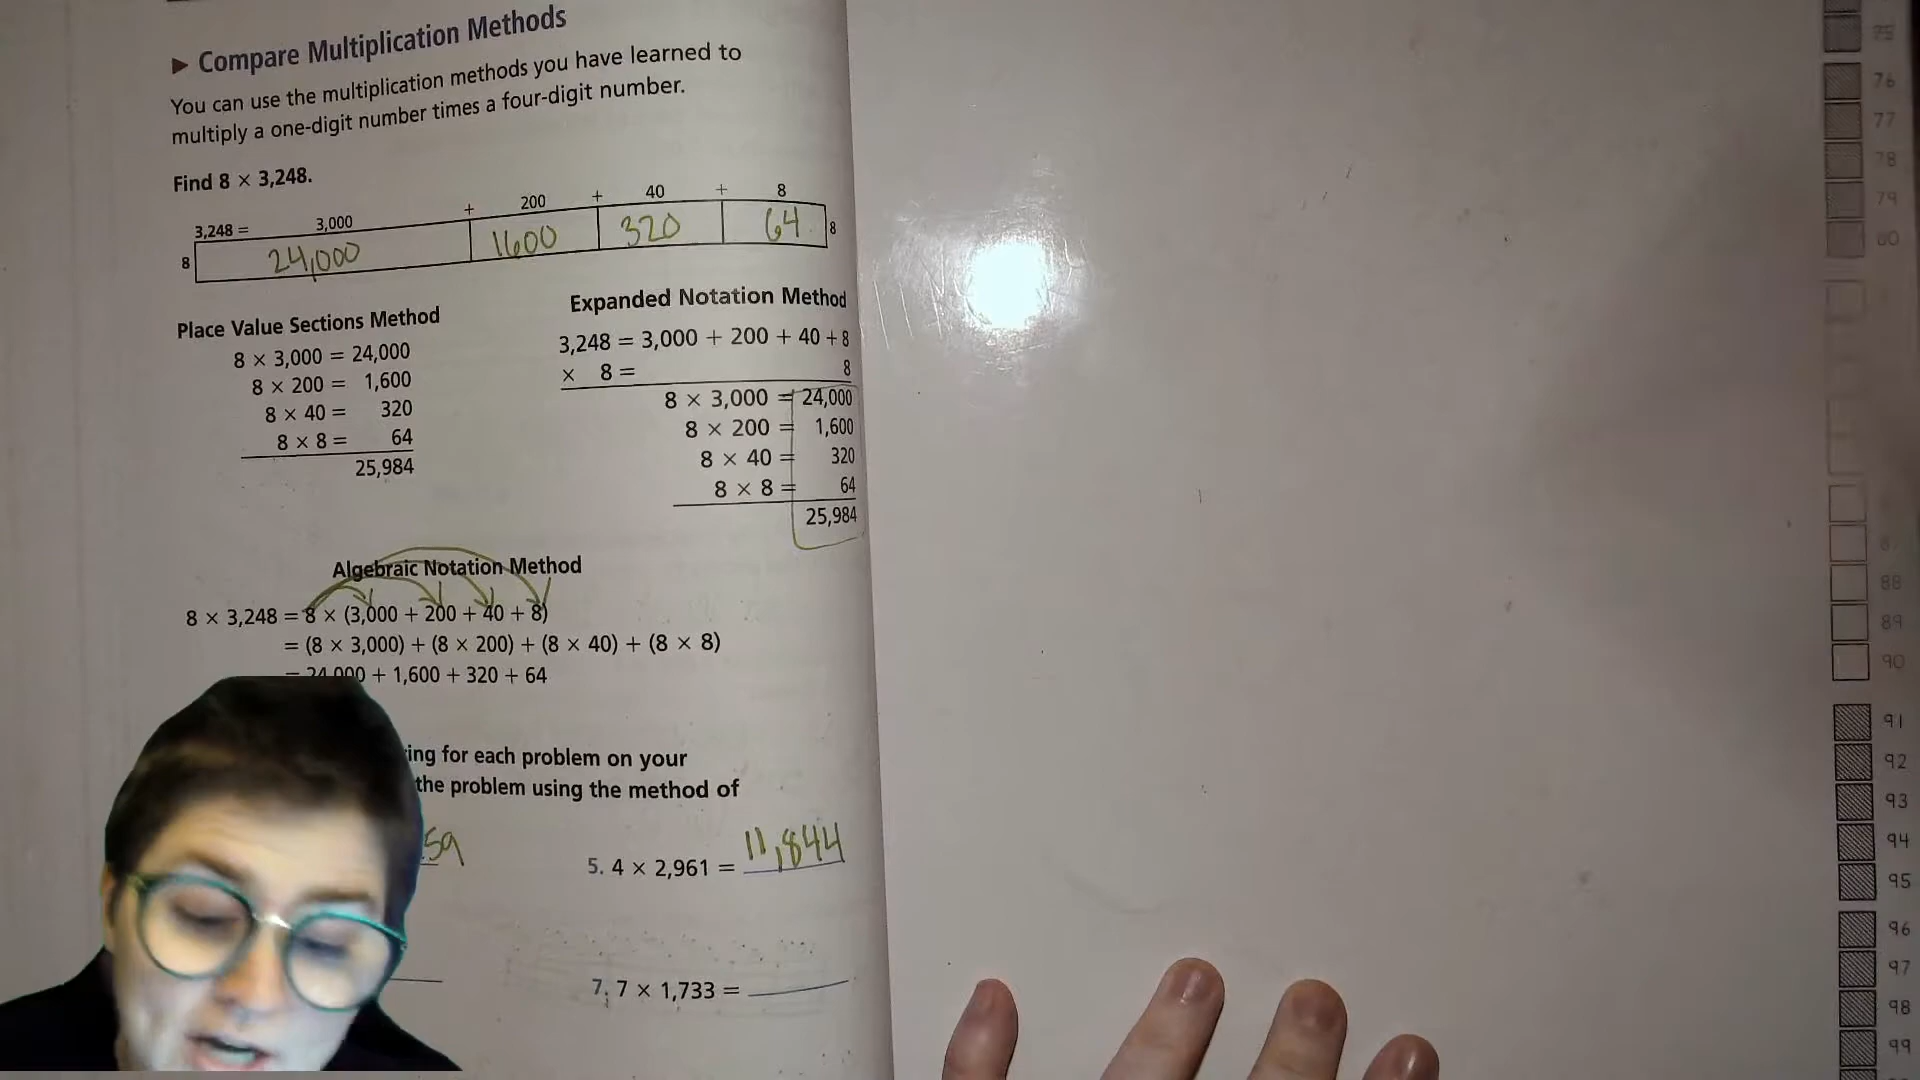 ▶ Compare Multiplication Methods
You can use the multiplication methods you have learned to
multiply a one-digit number times a four-digit number.
Find 8 × 3,248.
3,248 = 3,000 + 200 + 40 + 8
8 24,000 1600 320 64 8
Place Value Sections Method
8 × 3,000 = 24,000
8 × 200 = 1,600
8 × 40 = 320
8 × 8 = 64
25,984
Expanded Notation Method
3,248 = 3,000 + 200 + 40 + 8
× 8 = 8
8 × 3,000 = 24,000
8 × 200 = 1,600
8 × 40 = 320
8 × 8 = 64
25,984
Algebraic Notation Method
8 × 3,248 = 8 × (3,000 + 200 + 40 + 8)
= (8 × 3,000) + (8 × 200) + (8 × 40) + (8 × 8)
= 24,000 + 1,600 + 320 + 64
for each problem on your
the problem using the method of
59
5. 4 × 2,961 = 11,844
7. 7 × 1,733 =
75
76
77
78
79
80
88
89
90
91
92
93
94
95
96
97
98
99